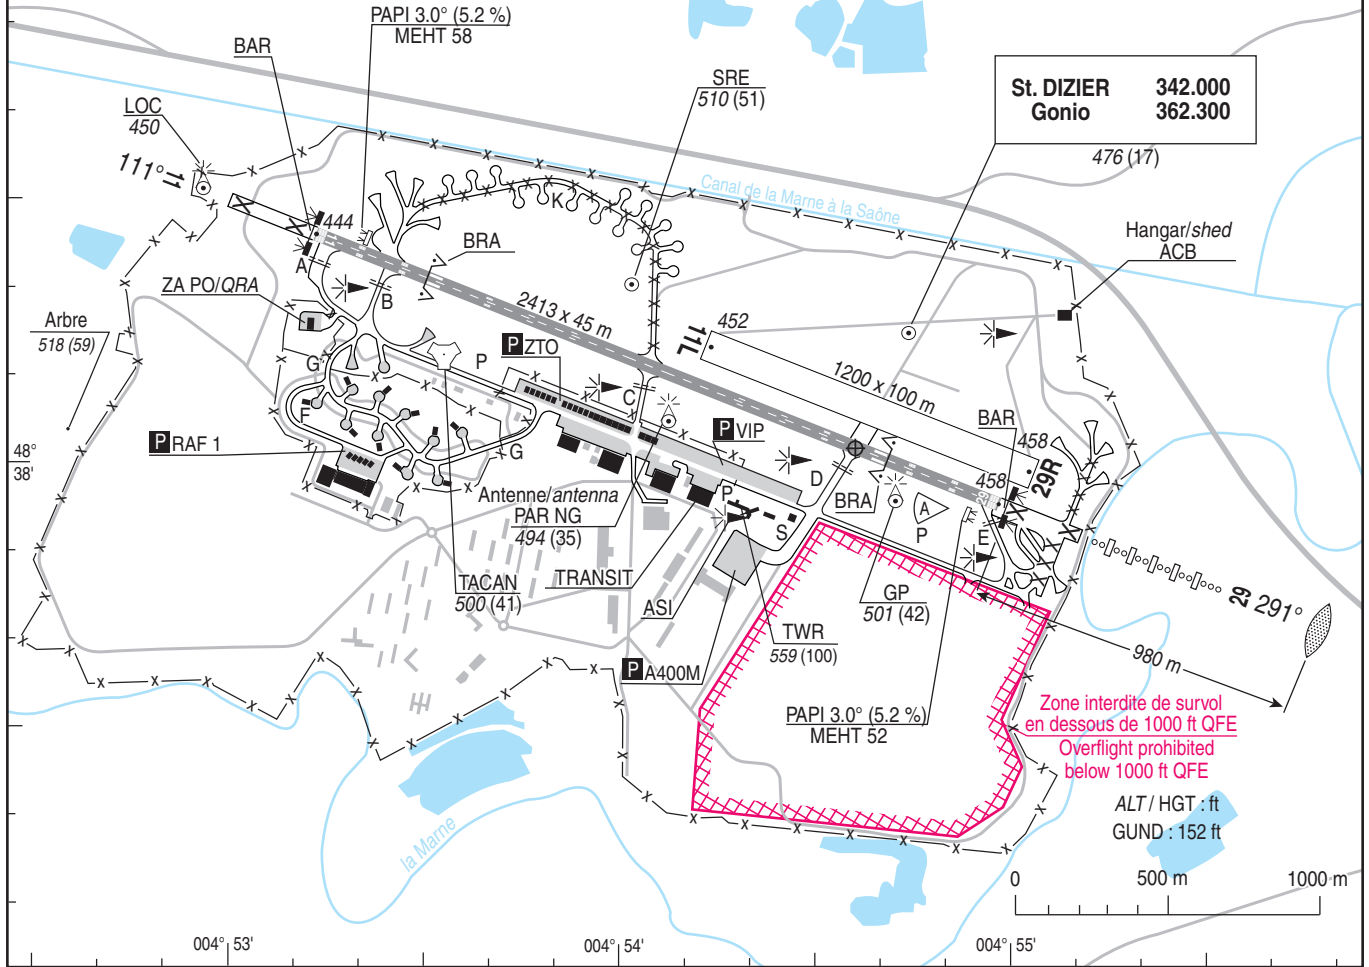 PAPI 3.0° (5.2 %)
MEHT 58
BAR
SRE
510 (51)
St. DIZIER 342.000
Gonio 362.300
476 (17)
LOC
450
111°
11
Canal de la Marne à la Saône
K
444
BRA
Hangar/shed
ACB
A
ZA PO/QRA
B
2413 x 45 m
Arbre
518 (59)
452
11L
G
P
P ZTO
C
1200 x 100 m
F
BAR
458
P VIP
P RAF 1
48°
38'
G
D
29R
458
29
Antenne/antenna
PAR NG
494 (35)
P
BRA
A
P
S
E
TRANSIT
TACAN
500 (41)
ASI
GP
501 (42)
29 291°
TWR
559 (100)
980 m
P A400M
PAPI 3.0° (5.2 %)
MEHT 52
Zone interdite de survol
en dessous de 1000 ft QFE
Overflight prohibited
below 1000 ft QFE
ALT / HGT : ft
GUND : 152 ft
la Marne
0 500 m 1000 m
004° 53' 004° 54' 004° 55'